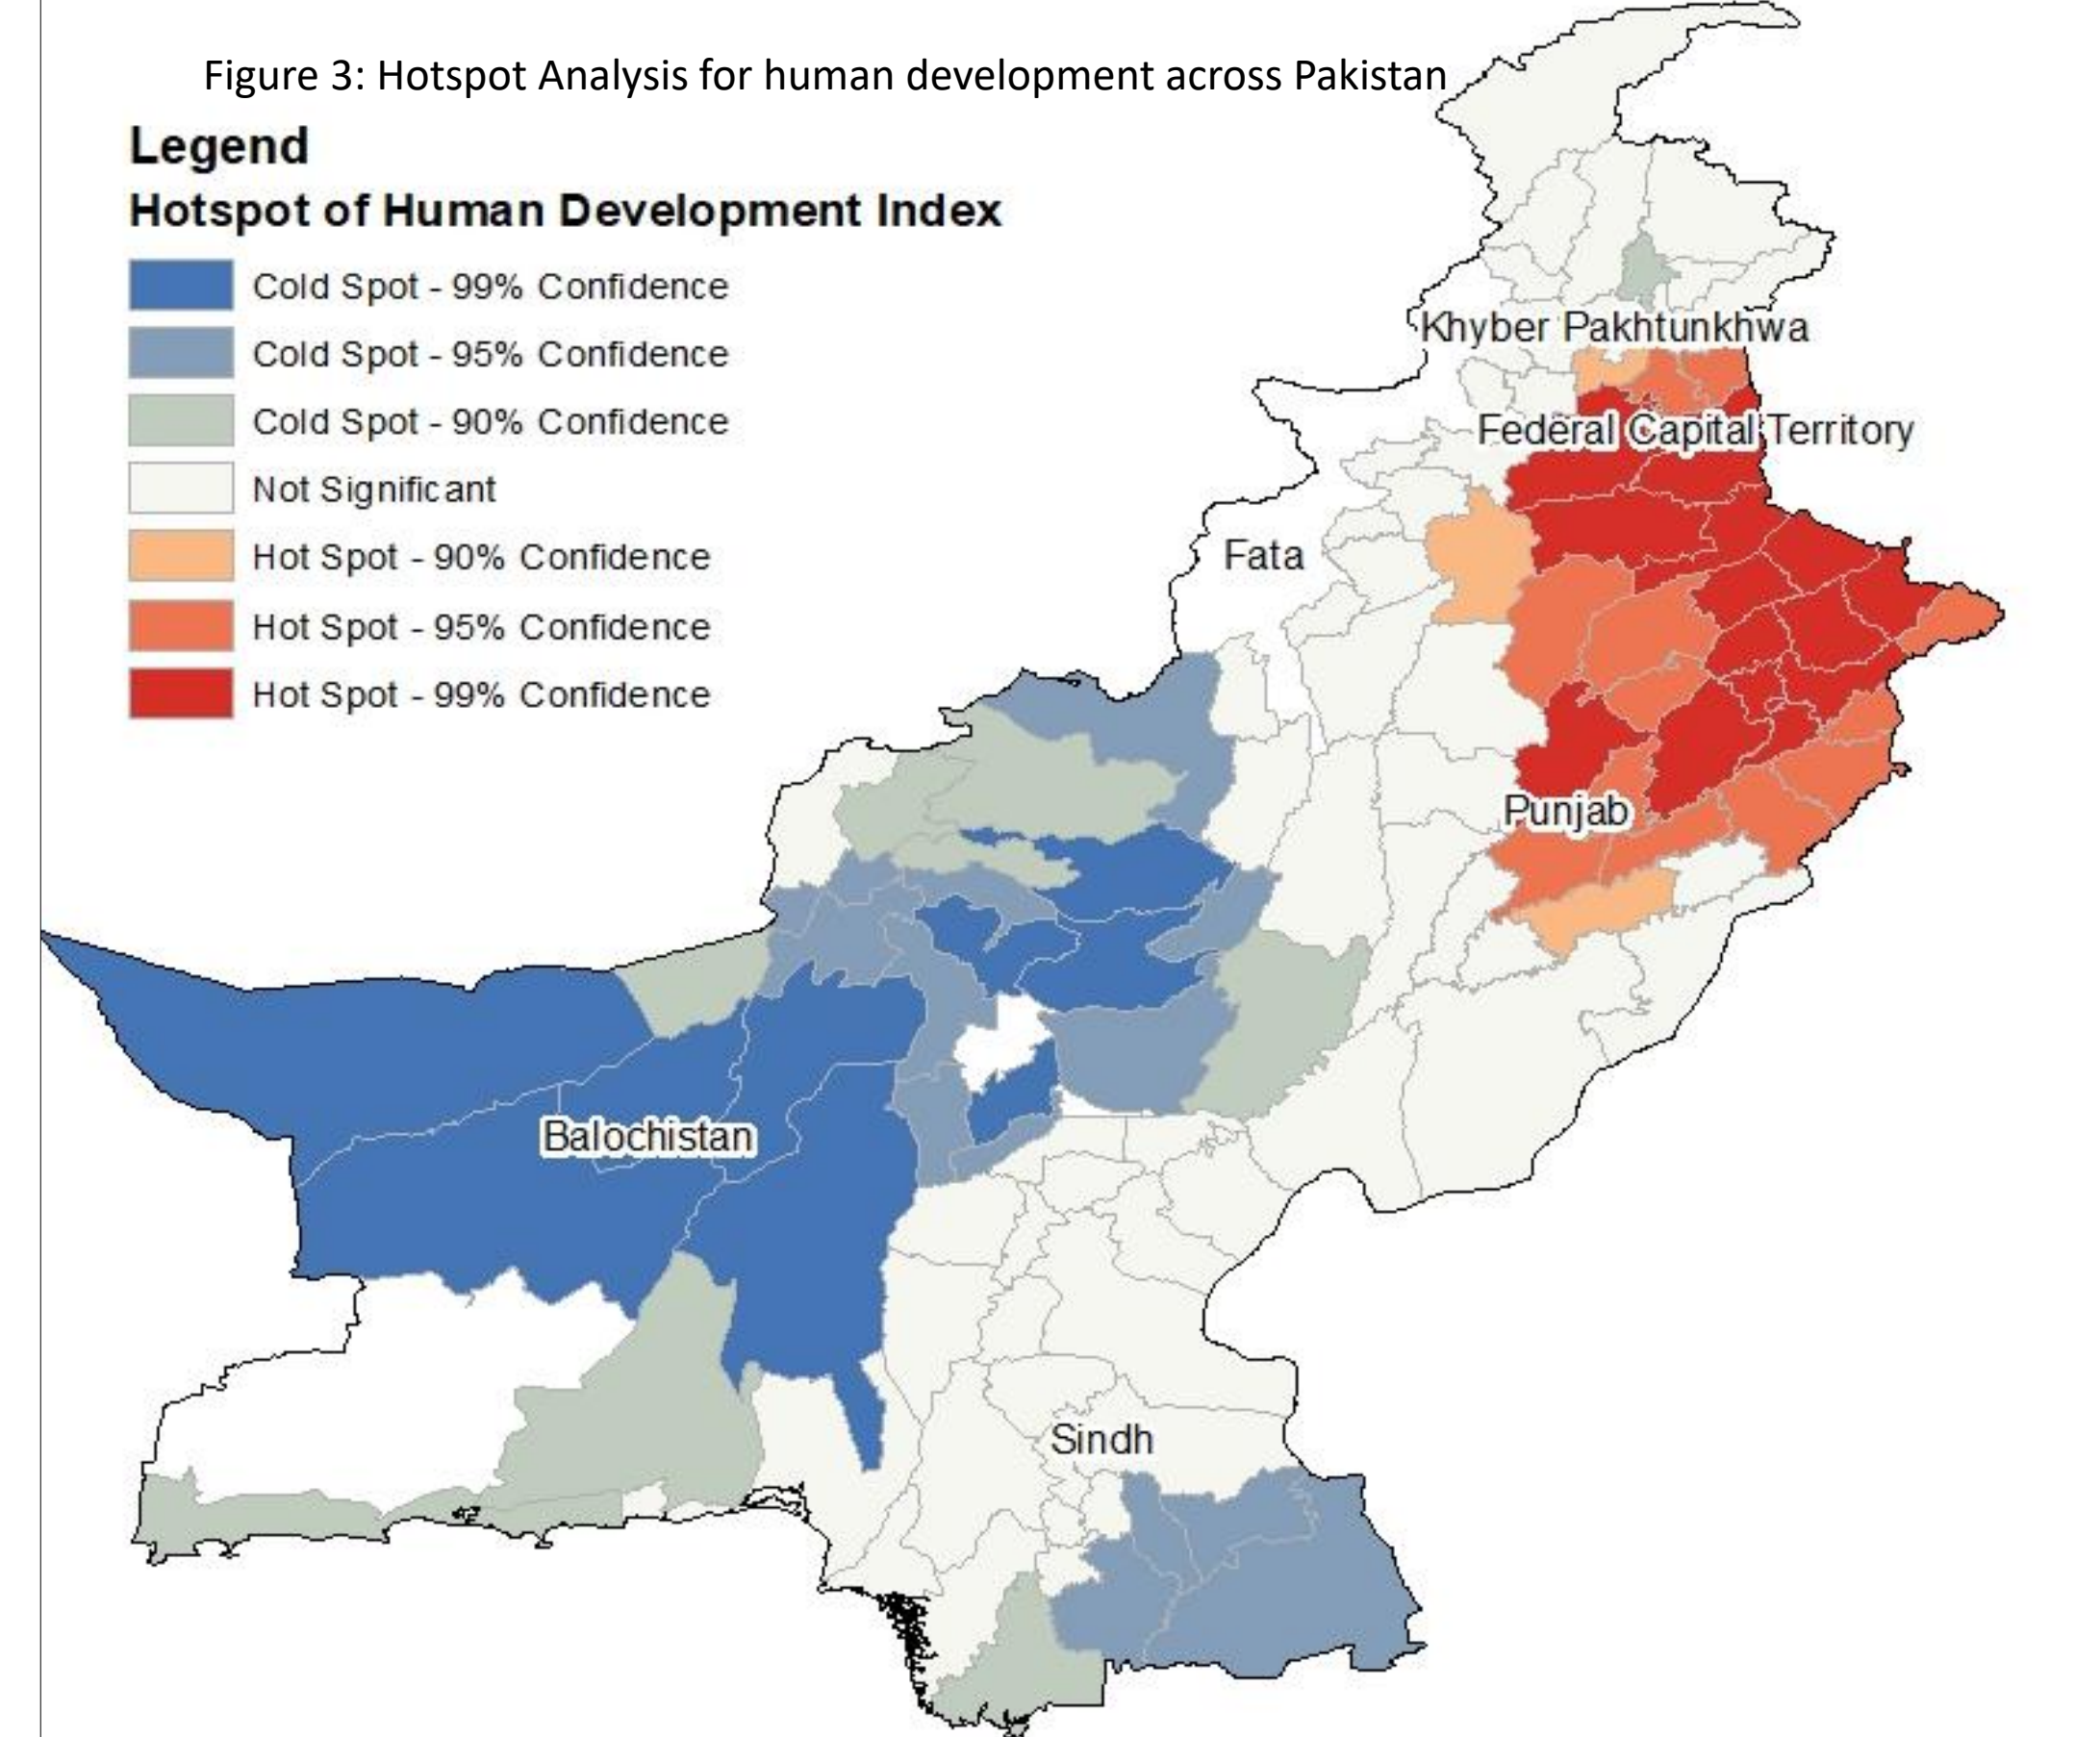 Figure 3: Hotspot Analysis for human development across Pakistan
Legend
Hotspot of Human Development Index
Cold Spot - 99% Confidence
Cold Spot - 95% Confidence
Cold Spot - 90% Confidence
Not Significant
Hot Spot - 90% Confidence
Hot Spot - 95% Confidence
Hot Spot - 99% Confidence
Khyber Pakhtunkhwa
Federal Capital Territory
Fata
Punjab
Balochistan
Sindh